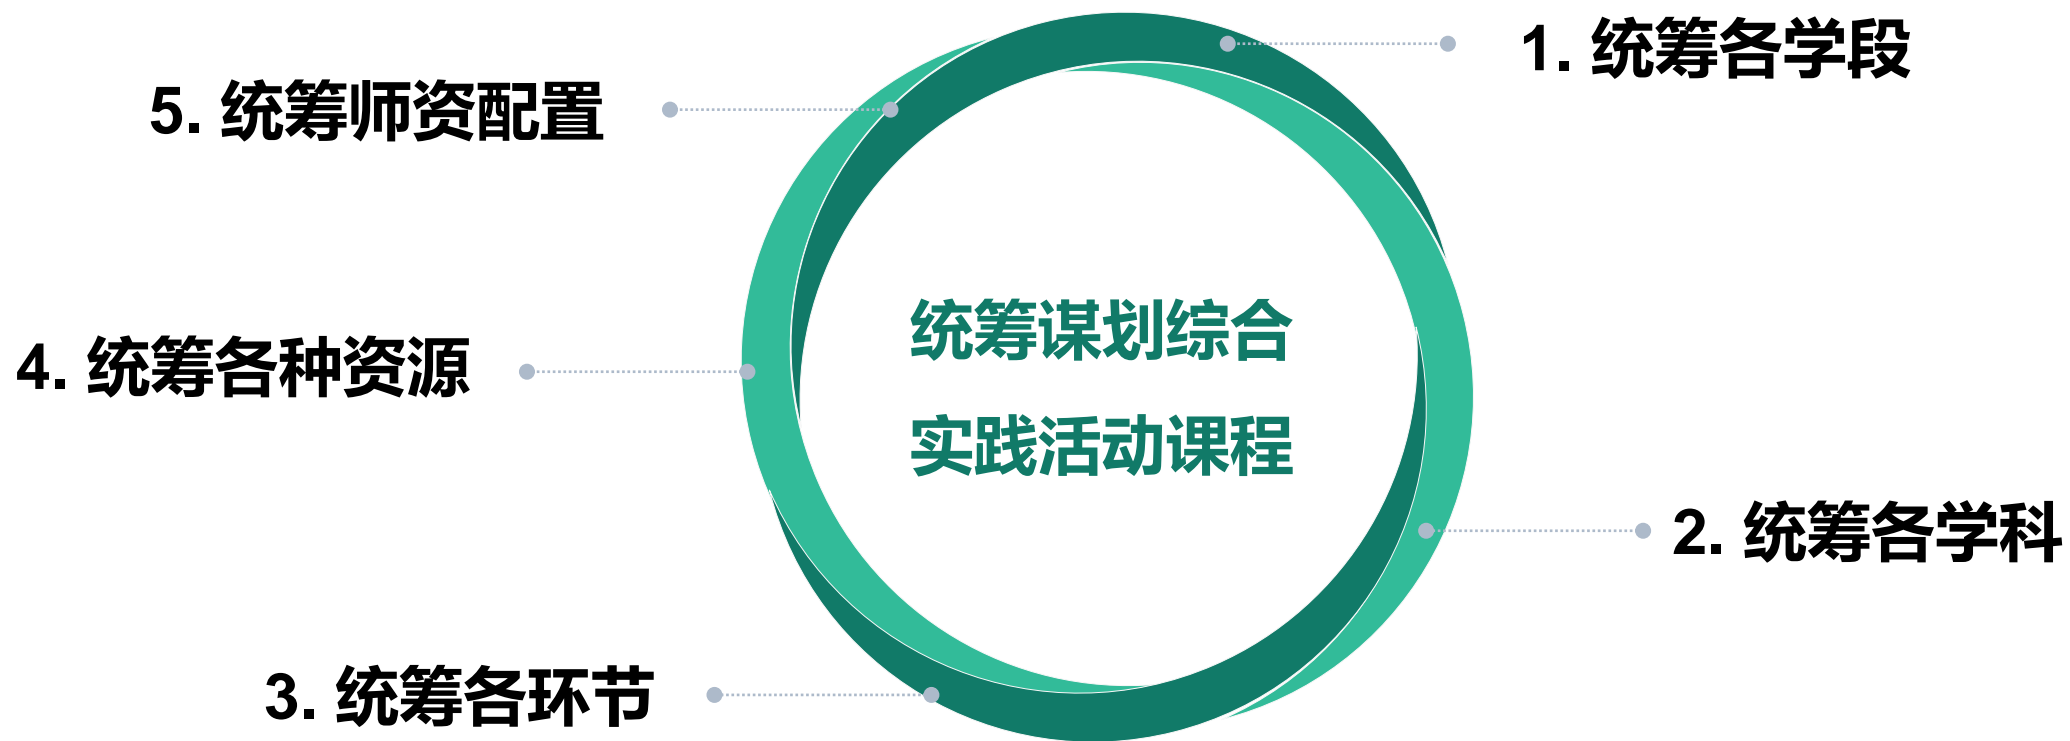 1. 统筹各学段
5. 统筹师资配置
统筹谋划综合
4. 统筹各种资源
实践活动课程
2. 统筹各学科
3. 统筹各环节